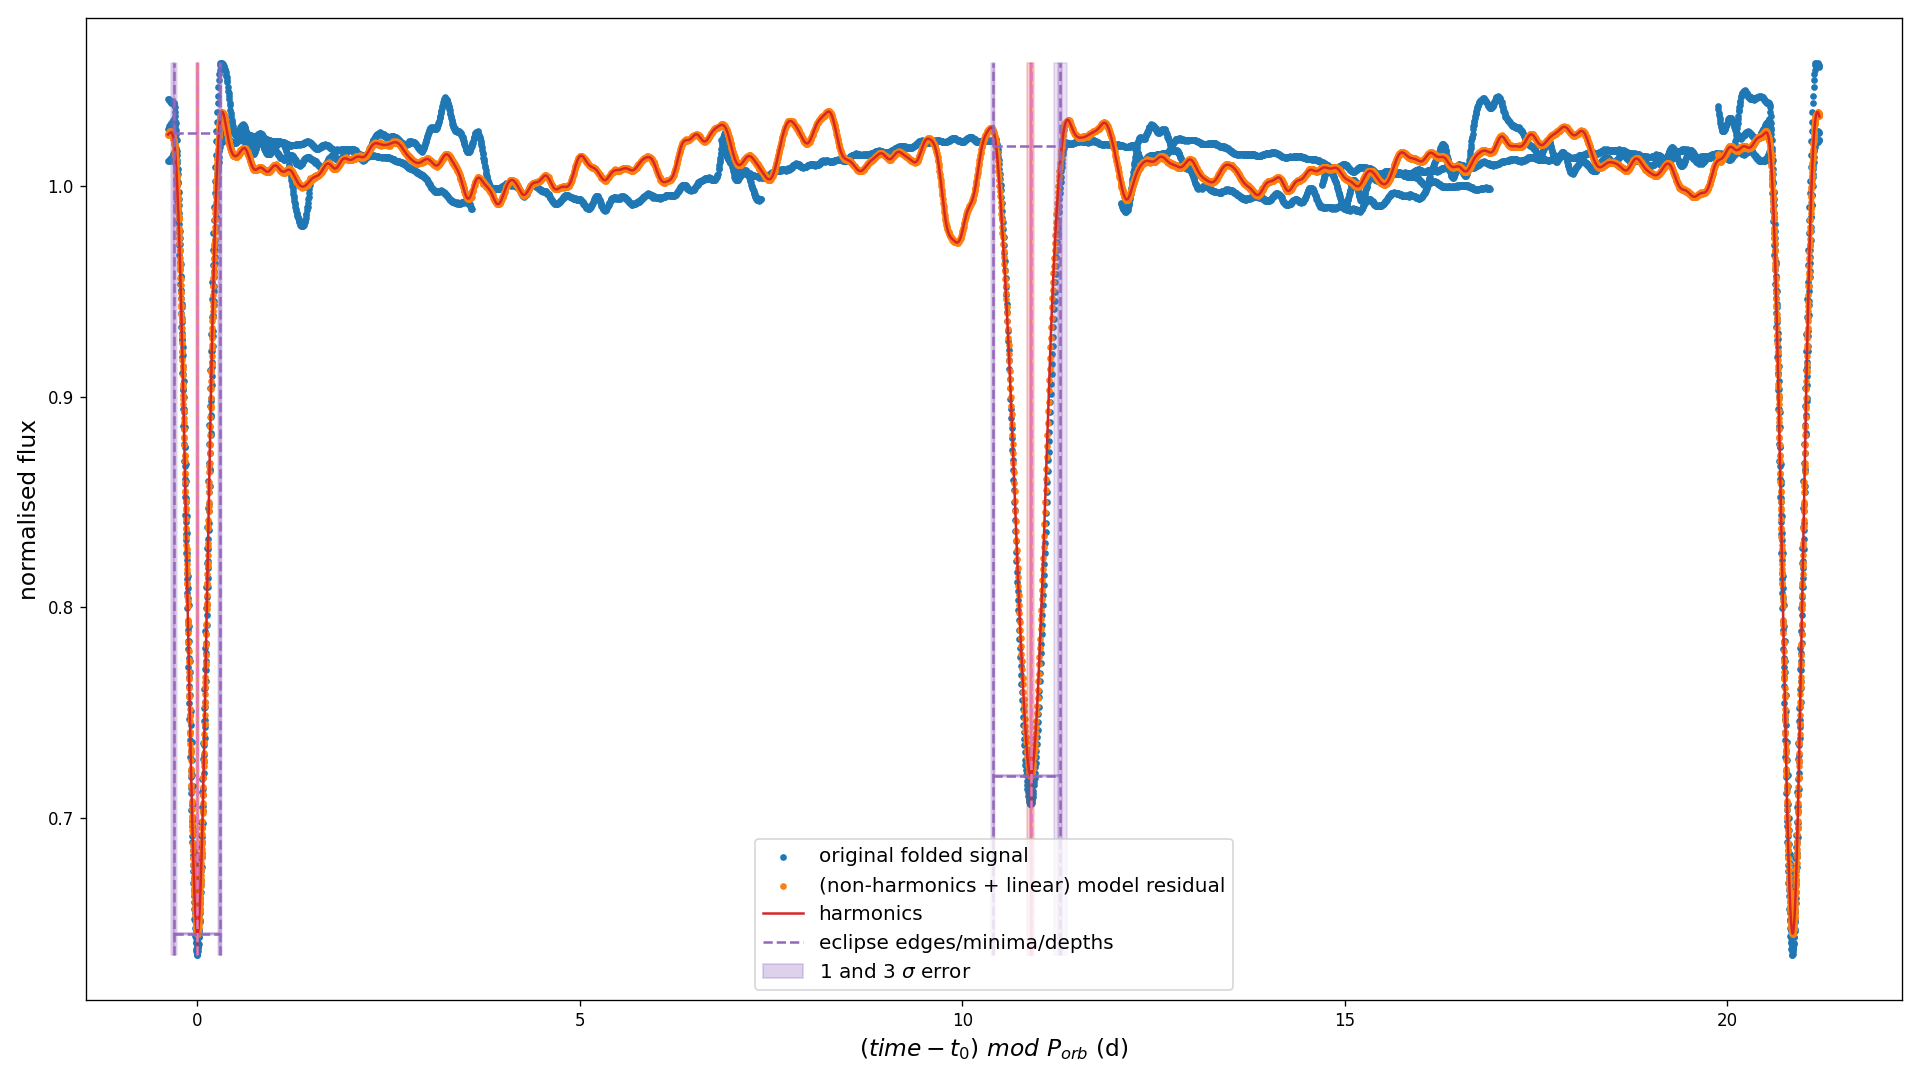 normalised flux
1.0
0.9
0.8
0.7
original folded signal
(non-harmonics + linear) model residual
harmonics
eclipse edges/minima/depths
1 and 3 σ error
0 5 10 15 20
(time − t₀) mod P_orb (d)